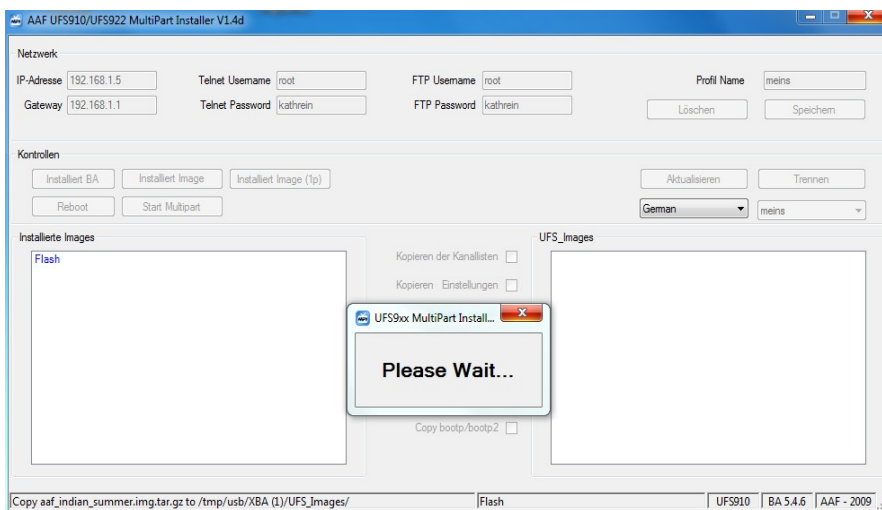 AAF UFS910/UFS922 MultiPart Installer V1.4d
Netzwerk
IP-Adresse 192.168.1.5 Telnet Username root FTP Username root Profil Name meins
Gateway 192.168.1.1 Telnet Password kathrein FTP Password kathrein Löschen Speichern
Kontrollen
Installiert BA Installiert Image Installiert Image (1p) Aktualisieren Trennen
Reboot Start Multipart German meins
Installierte Images UFS_Images
Flash Kopieren der Kanallisten
Kopieren Einstellungen
UFS9xx MultiPart Install...
Please Wait...
Copy bootp/bootp2
Copy aaf_indian_summer.img.tar.gz to /tmp/usb/XBA (1)/UFS_Images/ Flash UFS910 BA 5.4.6 AAF - 2009